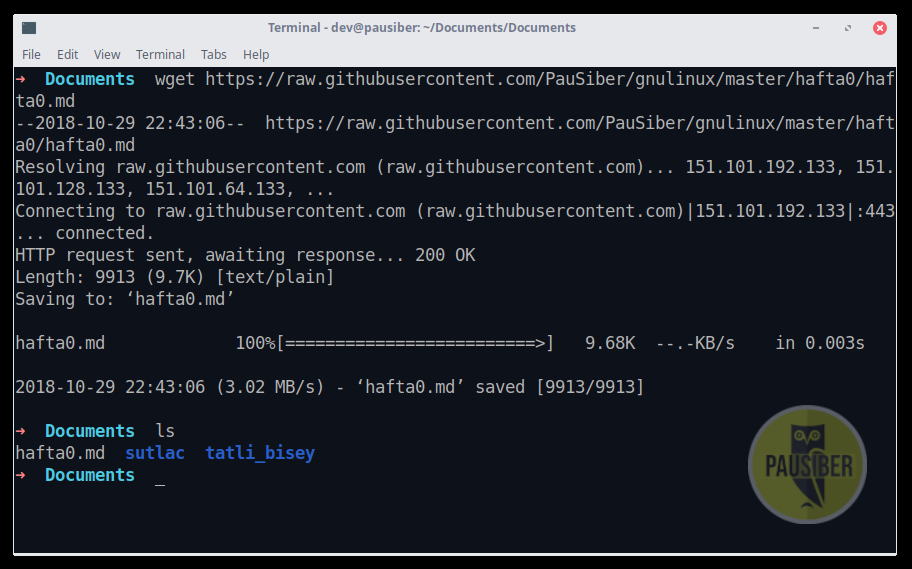 Terminal - dev@pausiber: ~/Documents/Documents
File Edit View Terminal Tabs Help
➜ Documents wget https://raw.githubusercontent.com/PauSiber/gnulinux/master/hafta0/haf
ta0.md
--2018-10-29 22:43:06-- https://raw.githubusercontent.com/PauSiber/gnulinux/master/haft
a0/hafta0.md
Resolving raw.githubusercontent.com (raw.githubusercontent.com)... 151.101.192.133, 151.
101.128.133, 151.101.64.133, ...
Connecting to raw.githubusercontent.com (raw.githubusercontent.com)|151.101.192.133|:443
... connected.
HTTP request sent, awaiting response... 200 OK
Length: 9913 (9.7K) [text/plain]
Saving to: ‘hafta0.md’
hafta0.md 100%[=========================>] 9.68K --.-KB/s in 0.003s
2018-10-29 22:43:06 (3.02 MB/s) - ‘hafta0.md’ saved [9913/9913]
➜ Documents ls
hafta0.md sutlac tatli_bisey
➜ Documents _
PAUSIBER